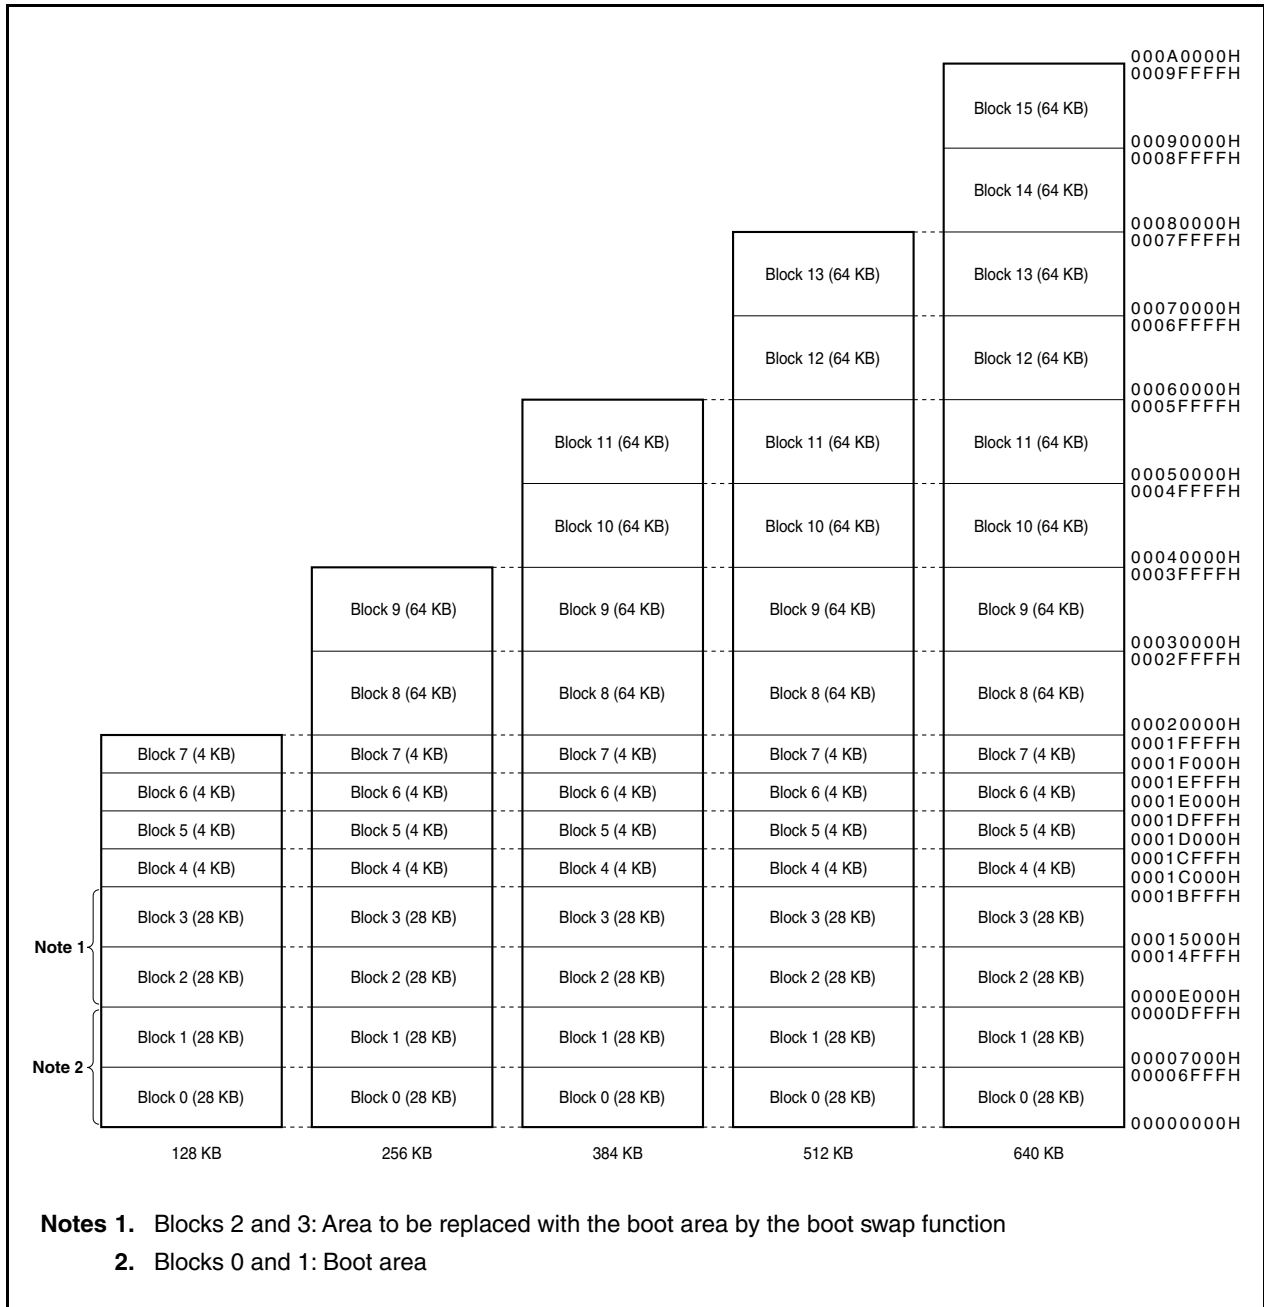 000A0000H
0009FFFFH
Block 15 (64 KB)
00090000H
0008FFFFH
Block 14 (64 KB)
00080000H
0007FFFFH
Block 13 (64 KB) Block 13 (64 KB)
00070000H
0006FFFFH
Block 12 (64 KB) Block 12 (64 KB)
00060000H
0005FFFFH
Block 11 (64 KB) Block 11 (64 KB) Block 11 (64 KB)
00050000H
0004FFFFH
Block 10 (64 KB) Block 10 (64 KB) Block 10 (64 KB)
00040000H
0003FFFFH
Block 9 (64 KB) Block 9 (64 KB) Block 9 (64 KB) Block 9 (64 KB)
00030000H
0002FFFFH
Block 8 (64 KB) Block 8 (64 KB) Block 8 (64 KB) Block 8 (64 KB)
00020000H
0001FFFFH
Block 7 (4 KB) Block 7 (4 KB) Block 7 (4 KB) Block 7 (4 KB) Block 7 (4 KB)
0001F000H
0001EFFFH
Block 6 (4 KB) Block 6 (4 KB) Block 6 (4 KB) Block 6 (4 KB) Block 6 (4 KB)
0001E000H
0001DFFFH
Block 5 (4 KB) Block 5 (4 KB) Block 5 (4 KB) Block 5 (4 KB) Block 5 (4 KB)
0001D000H
0001CFFFH
Block 4 (4 KB) Block 4 (4 KB) Block 4 (4 KB) Block 4 (4 KB) Block 4 (4 KB)
0001C000H
0001BFFFH
Block 3 (28 KB) Block 3 (28 KB) Block 3 (28 KB) Block 3 (28 KB) Block 3 (28 KB)
Note 1
00015000H
00014FFFH
Block 2 (28 KB) Block 2 (28 KB) Block 2 (28 KB) Block 2 (28 KB) Block 2 (28 KB)
0000E000H
0000DFFFH
Block 1 (28 KB) Block 1 (28 KB) Block 1 (28 KB) Block 1 (28 KB) Block 1 (28 KB)
Note 2
00007000H
00006FFFH
Block 0 (28 KB) Block 0 (28 KB) Block 0 (28 KB) Block 0 (28 KB) Block 0 (28 KB)
00000000H
128 KB 256 KB 384 KB 512 KB 640 KB
Notes 1. Blocks 2 and 3: Area to be replaced with the boot area by the boot swap function
2. Blocks 0 and 1: Boot area